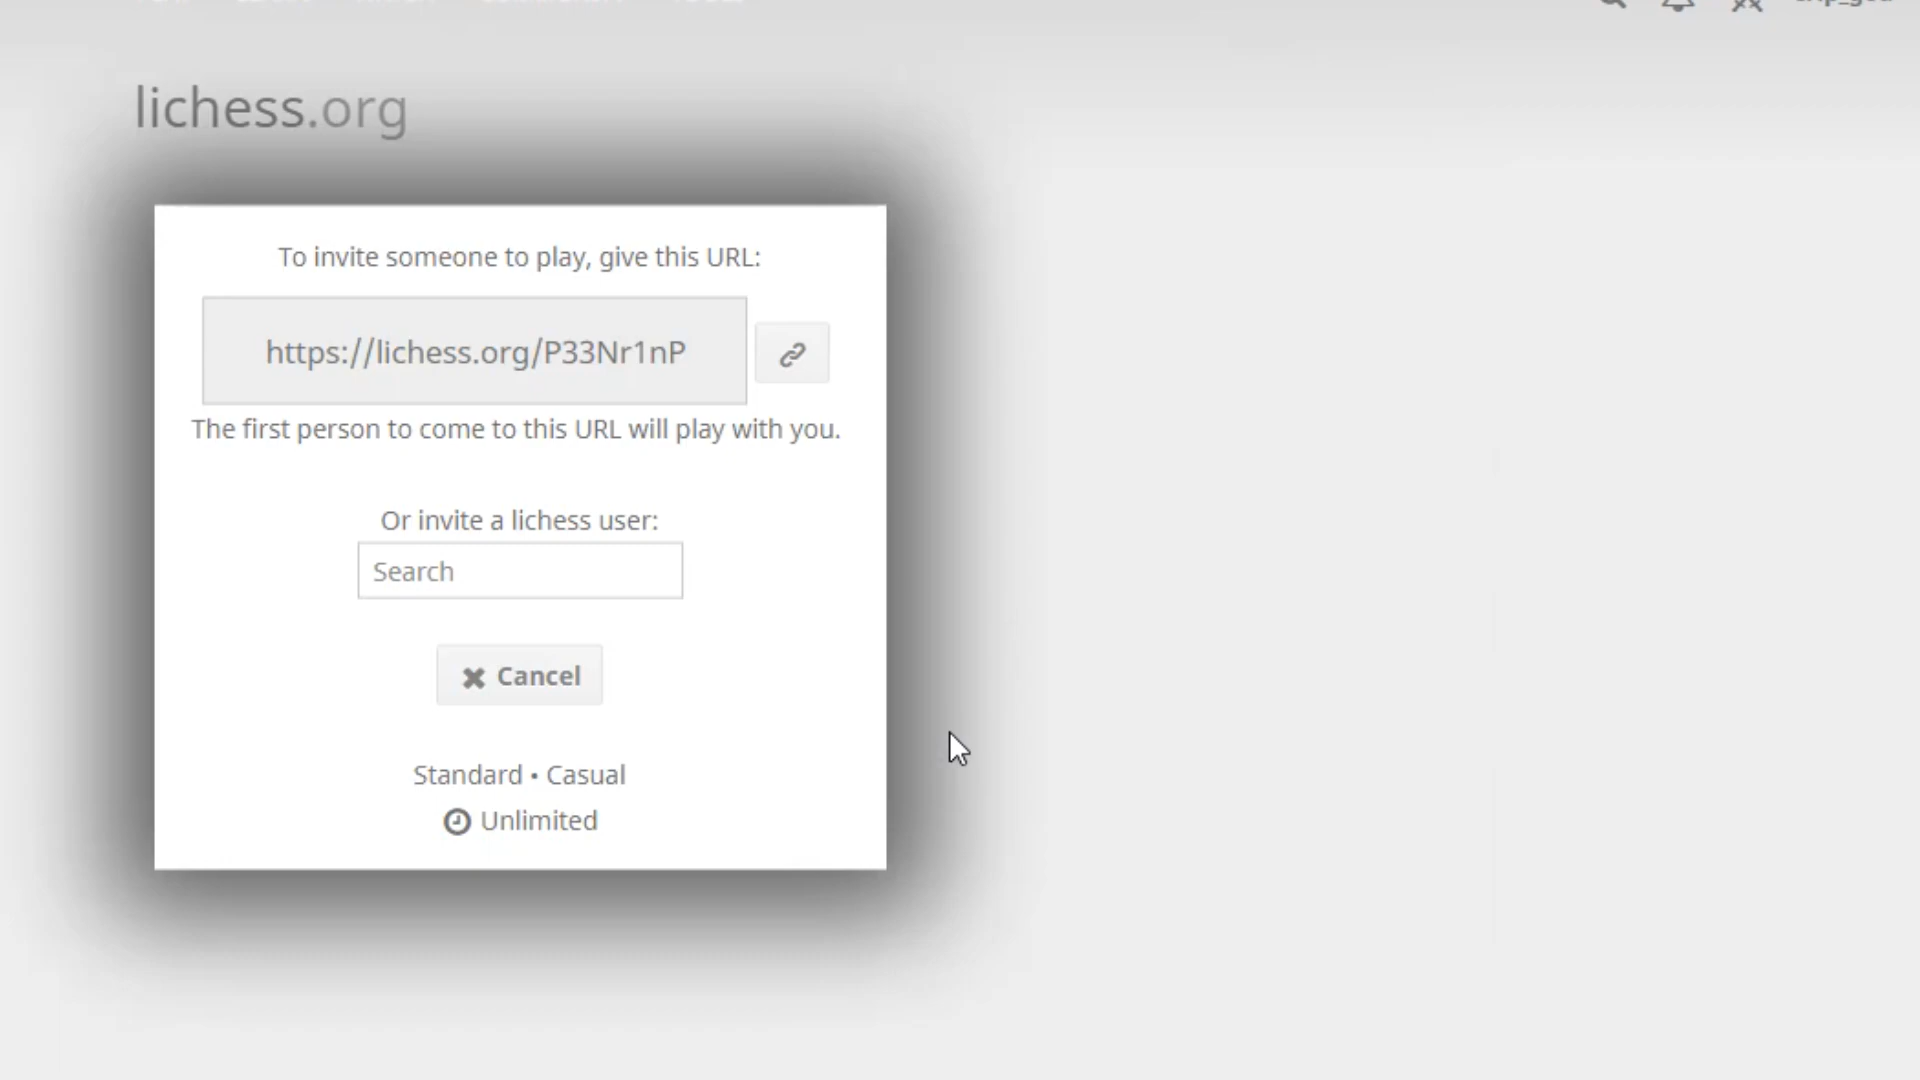 lichess.org
To invite someone to play, give this URL:
https://lichess.org/P33Nr1nP
The first person to come to this URL will play with you.
Or invite a lichess user:
Search
Cancel
Standard • Casual
Unlimited